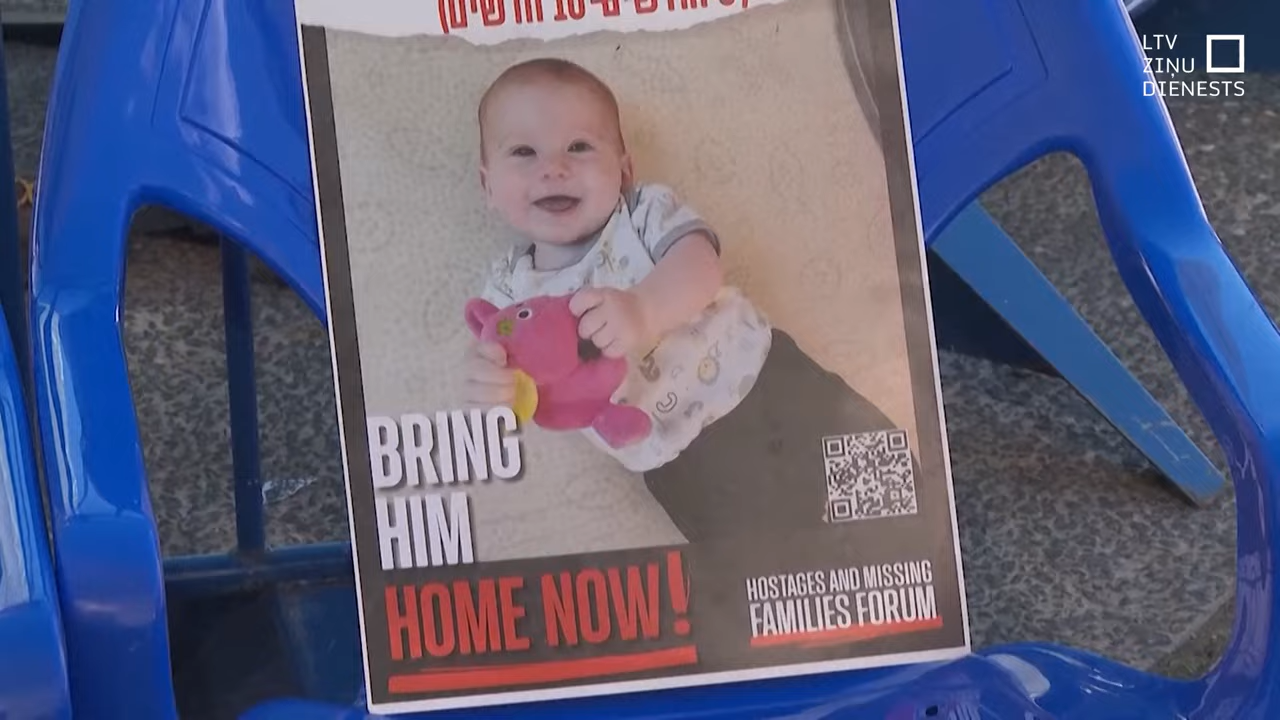 LTV
ZIŅU
DIENESTS
BRING
HIM
HOME NOW!
HOSTAGES AND MISSING
FAMILIES FORUM